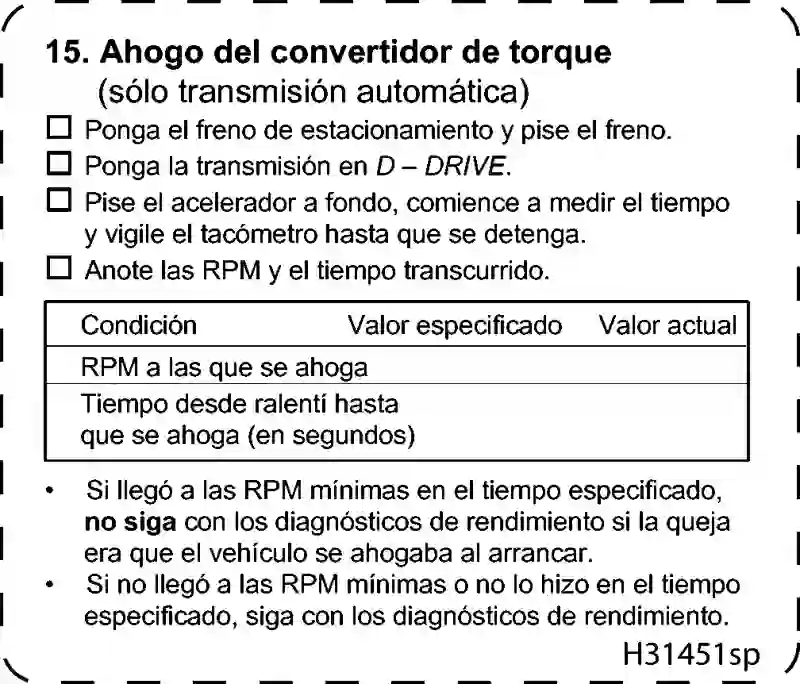 15. Ahogo del convertidor de torque
(sólo transmisión automática)
☐ Ponga el freno de estacionamiento y pise el freno.
☐ Ponga la transmisión en D – DRIVE.
☐ Pise el acelerador a fondo, comience a medir el tiempo
y vigile el tacómetro hasta que se detenga.
☐ Anote las RPM y el tiempo transcurrido.
Condición Valor especificado Valor actual
RPM a las que se ahoga
Tiempo desde ralentí hasta
que se ahoga (en segundos)
• Si llegó a las RPM mínimas en el tiempo especificado,
no siga con los diagnósticos de rendimiento si la queja
era que el vehículo se ahogaba al arrancar.
• Si no llegó a las RPM mínimas o no lo hizo en el tiempo
especificado, siga con los diagnósticos de rendimiento.
H31451sp